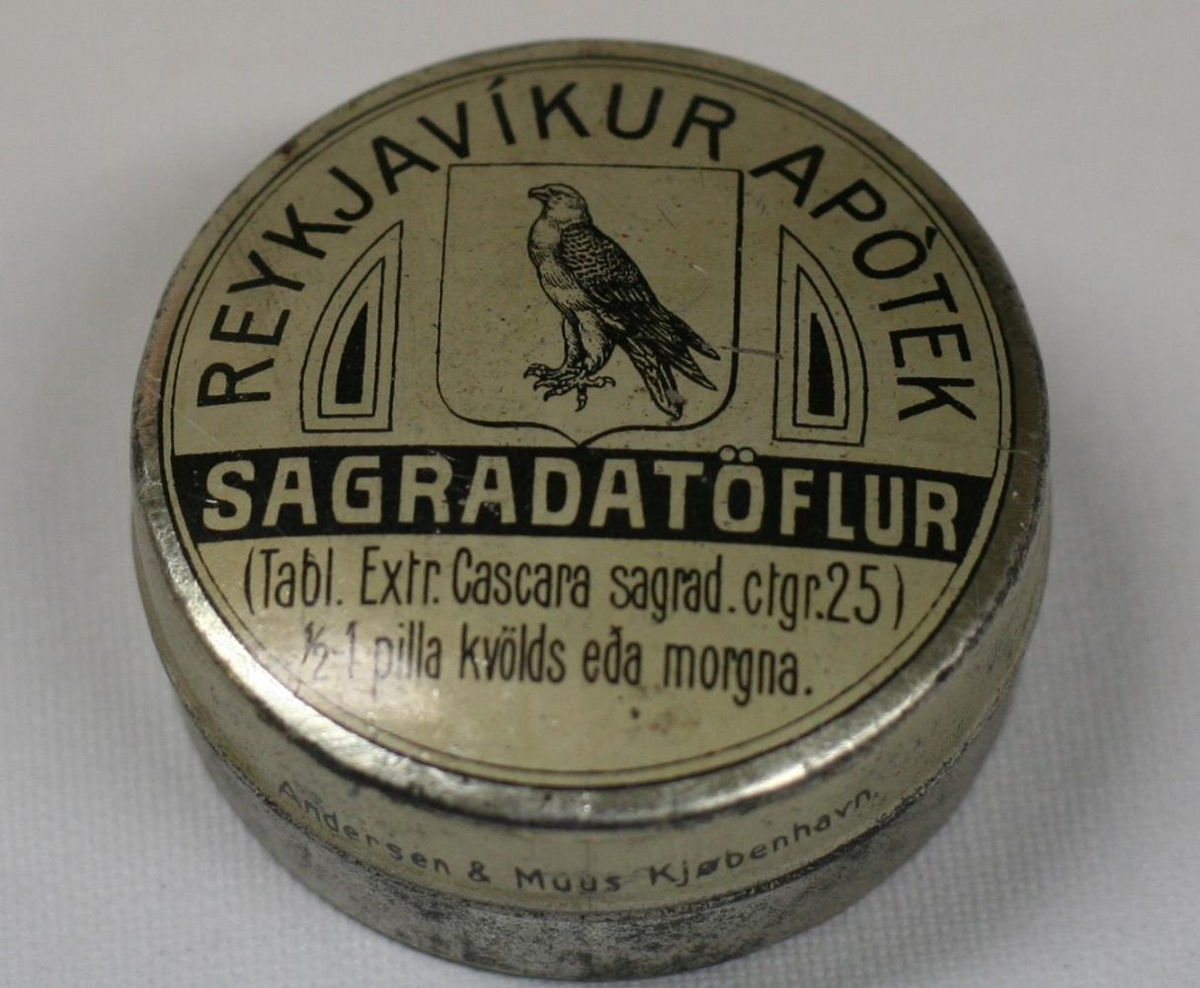 REYKJAVÍKUR APÓTEK
SAGRADATÖFLUR
(Tabl. Extr. Cascara sagrad. ctgr. 25)
½-1 pilla kvölds eða morgna.
Andersen & Muus Kjøbenhavn.